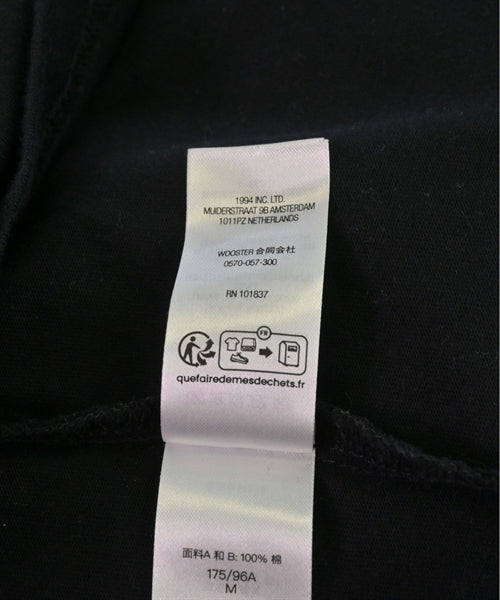 1994 INC. LTD.
MUIDERSTRAAT 9B AMSTERDAM
1011PZ NETHERLANDS
WOOSTER 合同会社
0570-057-300
RN 101837
FR
quefairedemesdechets.fr
面料A 和 B: 100% 棉
175/96A
M